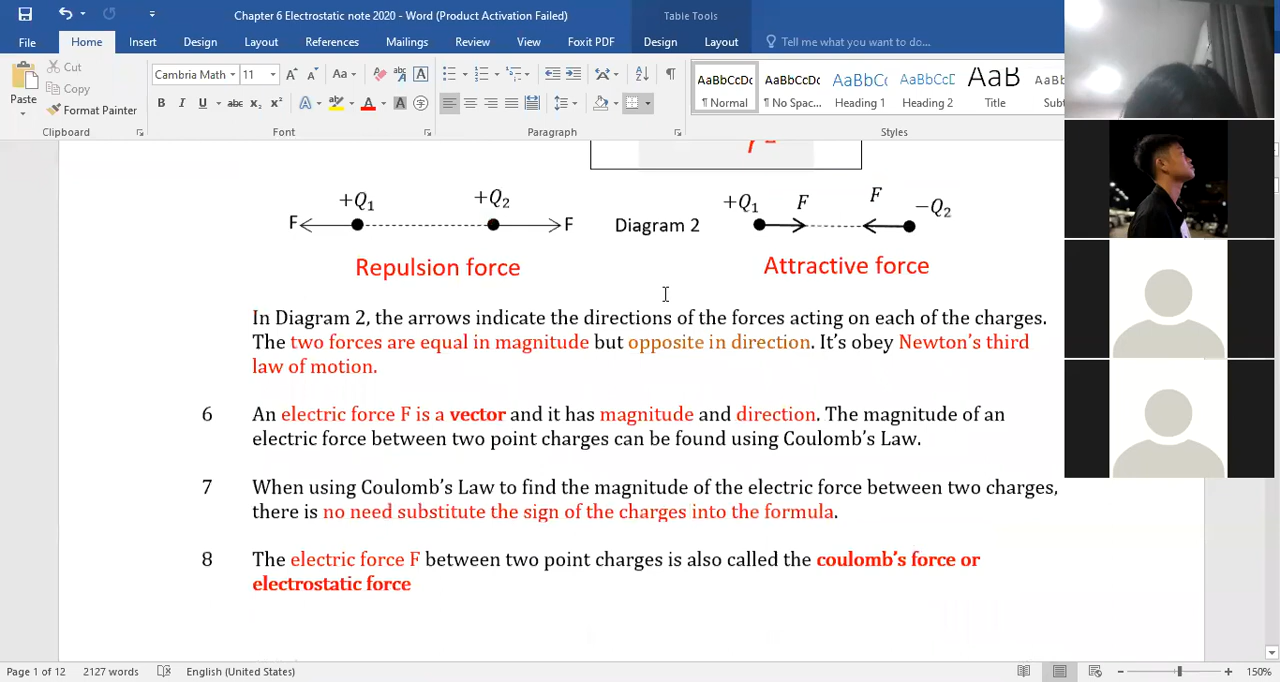 Chapter 6 Electrostatic note 2020 - Word (Product Activation Failed)
Table Tools
File Home Insert Design Layout References Mailings Review View Foxit PDF Design Layout Tell me what you want to do...
Cut
Copy
Format Painter
Paste
Cambria Math 11
AaBbCcDc AaBbCcDc AaBbCc AaBbCcD AaB AaBb
¶ Normal ¶ No Spac... Heading 1 Heading 2 Title Subt
Clipboard Font Paragraph Styles
+Q1 +Q2 +Q1 F F −Q2
F F Diagram 2
Repulsion force Attractive force
In Diagram 2, the arrows indicate the directions of the forces acting on each of the charges.
The two forces are equal in magnitude but opposite in direction. It's obey Newton's third
law of motion.
6 An electric force F is a vector and it has magnitude and direction. The magnitude of an
electric force between two point charges can be found using Coulomb's Law.
7 When using Coulomb's Law to find the magnitude of the electric force between two charges,
there is no need substitute the sign of the charges into the formula.
8 The electric force F between two point charges is also called the coulomb's force or
electrostatic force
Page 1 of 12 2127 words English (United States) 150%